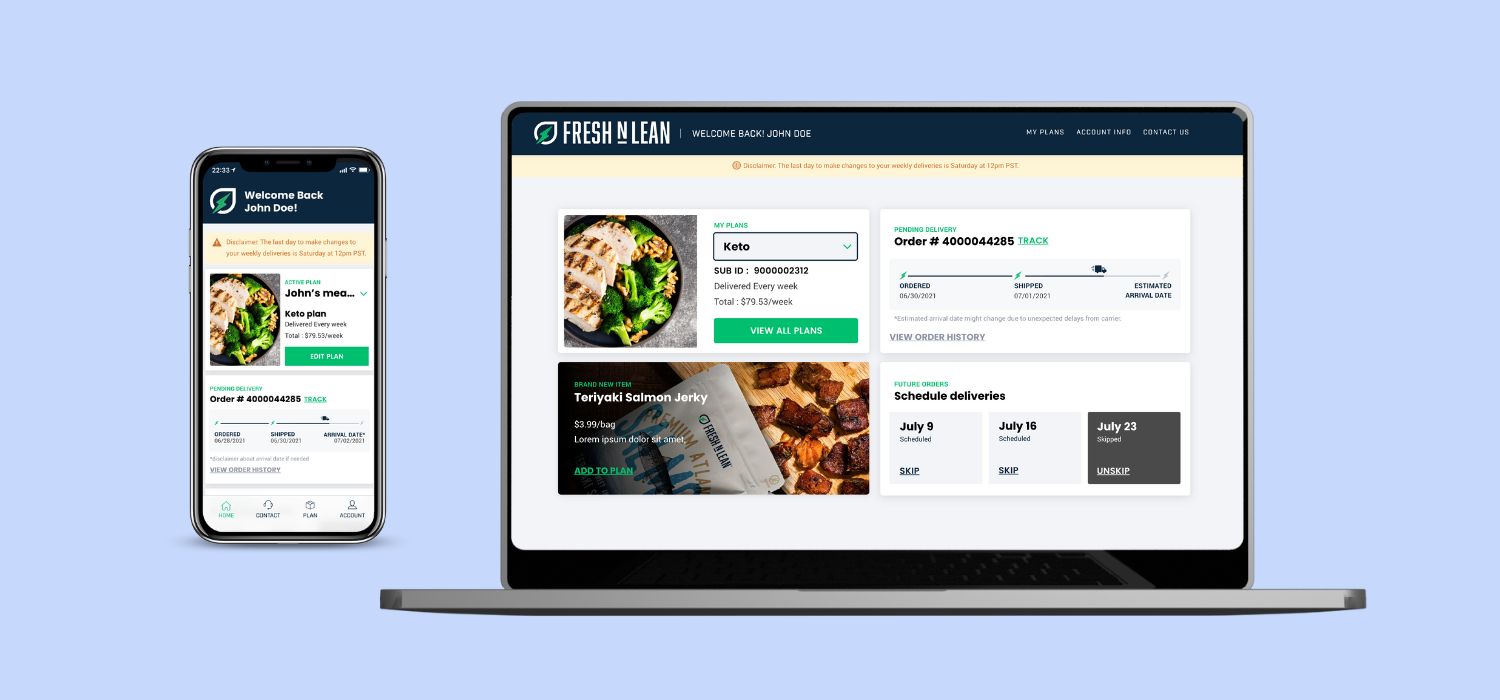 22:33
Welcome Back
John Doe!
Disclaimer: The last day to make changes to
your weekly deliveries is Saturday at 12pm PST.
ACTIVE PLAN
John's mea...
Keto plan
Delivered Every week
Total : $79.53/week
EDIT PLAN
PENDING DELIVERY
Order # 4000044285 TRACK
ORDERED SHIPPED ARRIVAL DATE*
06/28/2021 06/30/2021 07/02/2021
*disclaimer about arrival date if needed
VIEW ORDER HISTORY
HOME CONTACT PLAN ACCOUNT
FRESH N LEAN | WELCOME BACK! JOHN DOE
MY PLANS ACCOUNT INFO CONTACT US
Disclaimer: The last day to make changes to your weekly deliveries is Saturday at 12pm PST.
MY PLANS
Keto
SUB ID : 9000002312
Delivered Every week
Total : $79.53/week
VIEW ALL PLANS
PENDING DELIVERY
Order # 4000044285 TRACK
ORDERED SHIPPED ESTIMATED
06/30/2021 07/01/2021 ARRIVAL DATE
*Estimated arrival date might change due to unexpected delays from carrier.
VIEW ORDER HISTORY
BRAND NEW ITEM
Teriyaki Salmon Jerky
$3.99/bag
Lorem ipsum dolor sit amet,
ADD TO PLAN
FRESH N LEAN
PREMIUM
FUTURE ORDERS
Schedule deliveries
July 9 July 16 July 23
Scheduled Scheduled Skipped
SKIP SKIP UNSKIP